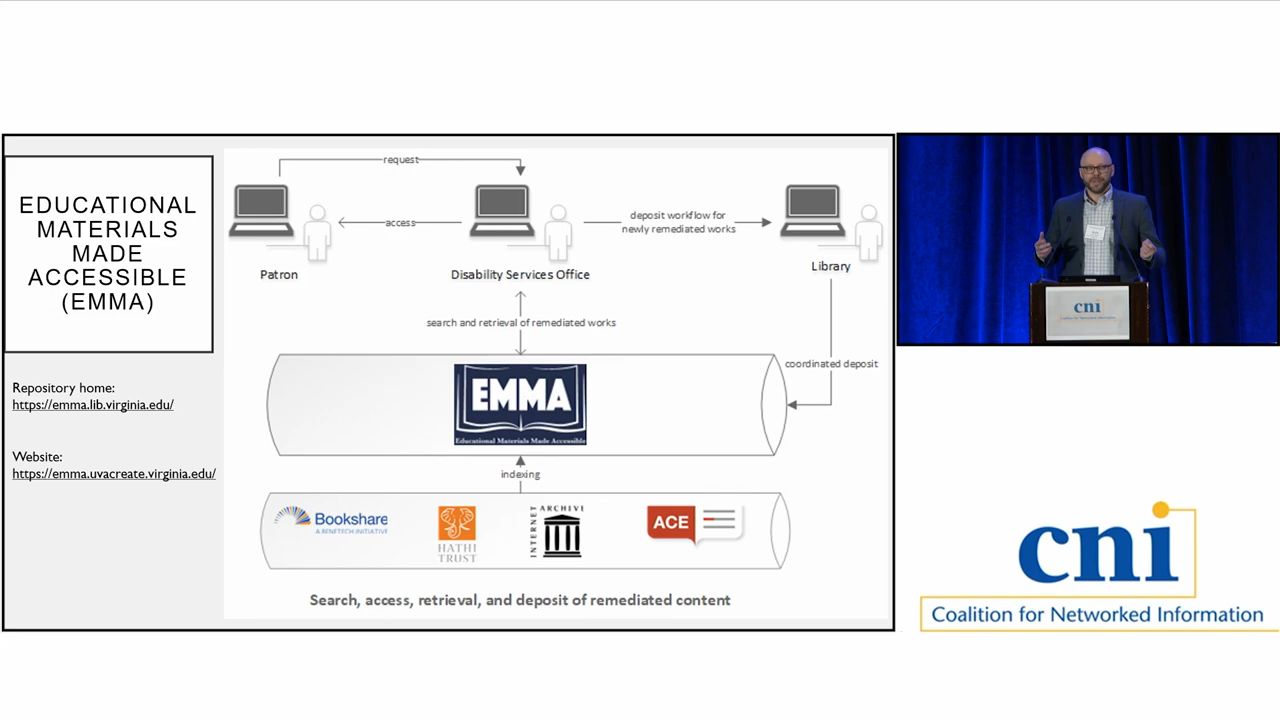 EDUCATIONAL
MATERIALS
MADE
ACCESSIBLE
(EMMA)
Repository home:
https://emma.lib.virginia.edu/
Website:
https://emma.uvacreate.virginia.edu/
request
access
deposit workflow for
newly remediated works
Patron
Disability Services Office
Library
search and retrieval of remediated works
coordinated deposit
EMMA
Educational Materials Made Accessible
indexing
Bookshare
A BENETECH INITIATIVE
HATHI
TRUST
INTERNET
ARCHIVE
ACE
Search, access, retrieval, and deposit of remediated content
cni
cni
Coalition for Networked Information